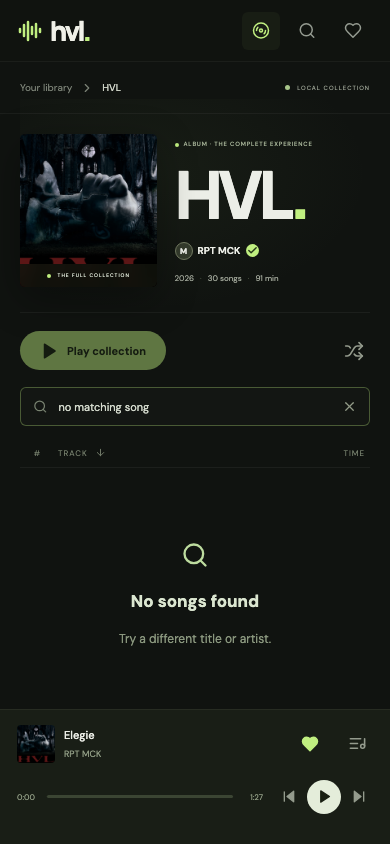 hvl.
Your library
HVL
LOCAL COLLECTION
ALBUM · THE COMPLETE EXPERIENCE
HVL.
THE FULL COLLECTION
M RPT MCK
2026 · 30 songs · 91 min
Play collection
no matching song
# TRACK ↓ TIME
No songs found
Try a different title or artist.
Elegie
RPT MCK
0:00 1:27